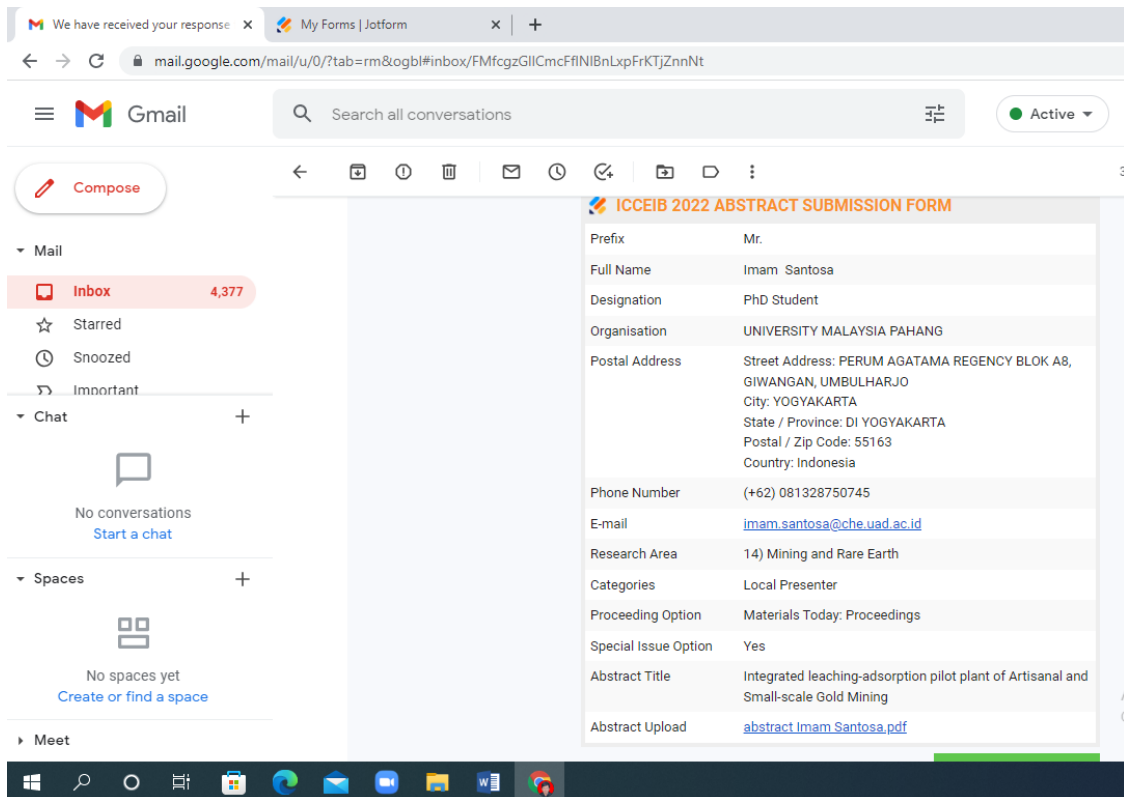 We have received your response
My Forms | Jotform
mail.google.com/mail/u/0/?tab=rm&ogbl#inbox/FMfcgzGllCmcFflNlBnLxpFrKTjZnnNt
Gmail
Search all conversations
Active
Compose
Mail
Inbox 4,377
Starred
Snoozed
Important
Chat
No conversations
Start a chat
Spaces
No spaces yet
Create or find a space
Meet
ICCEIB 2022 ABSTRACT SUBMISSION FORM
Prefix Mr.
Full Name Imam Santosa
Designation PhD Student
Organisation UNIVERSITY MALAYSIA PAHANG
Postal Address Street Address: PERUM AGATAMA REGENCY BLOK A8,
GIWANGAN, UMBULHARJO
City: YOGYAKARTA
State / Province: DI YOGYAKARTA
Postal / Zip Code: 55163
Country: Indonesia
Phone Number (+62) 081328750745
E-mail imam.santosa@che.uad.ac.id
Research Area 14) Mining and Rare Earth
Categories Local Presenter
Proceeding Option Materials Today: Proceedings
Special Issue Option Yes
Abstract Title Integrated leaching-adsorption pilot plant of Artisanal and
Small-scale Gold Mining
Abstract Upload abstract Imam Santosa.pdf